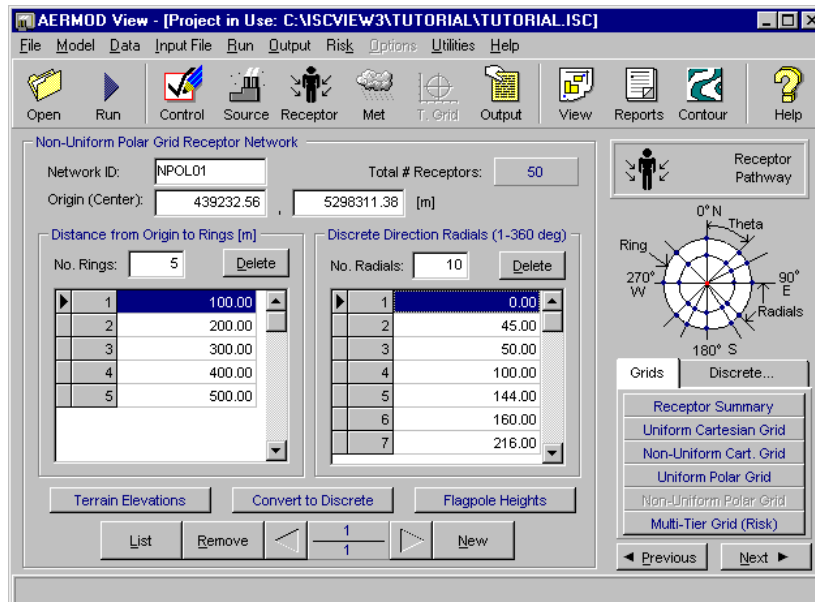 AERMOD View - [Project in Use: C:\ISCVIEW3\TUTORIAL\TUTORIAL.ISC]
File Model Data Input File Run Output Risk Options Utilities Help
Open Run Control Source Receptor Met T. Grid Output View Reports Contour Help
Non-Uniform Polar Grid Receptor Network
Network ID: NPOL01 Total # Receptors: 50
Origin (Center): 439232.56 , 5298311.38 [m]
Distance from Origin to Rings [m]
No. Rings: 5 Delete
1 100.00
2 200.00
3 300.00
4 400.00
5 500.00
Discrete Direction Radials (1-360 deg)
No. Radials: 10 Delete
1 0.00
2 45.00
3 50.00
4 100.00
5 144.00
6 160.00
7 216.00
Terrain Elevations Convert to Discrete Flagpole Heights
List Remove 1 New
1
Receptor
Pathway
0° N
Theta
Ring
270°
W
90°
E
Radials
180° S
Grids Discrete...
Receptor Summary
Uniform Cartesian Grid
Non-Uniform Cart. Grid
Uniform Polar Grid
Non-Uniform Polar Grid
Multi-Tier Grid (Risk)
Previous Next